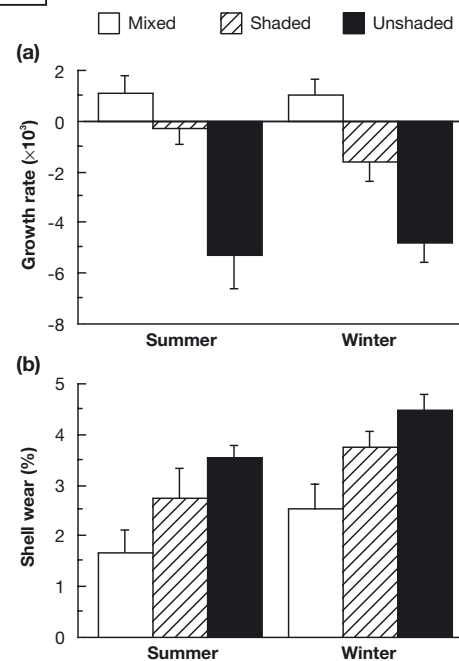 Mixed Shaded Unshaded
(a)
2
0
-2
-4
-6
-8
Growth rate (×10³)
Summer Winter
(b)
5
4
3
2
1
0
Shell wear (%)
Summer Winter